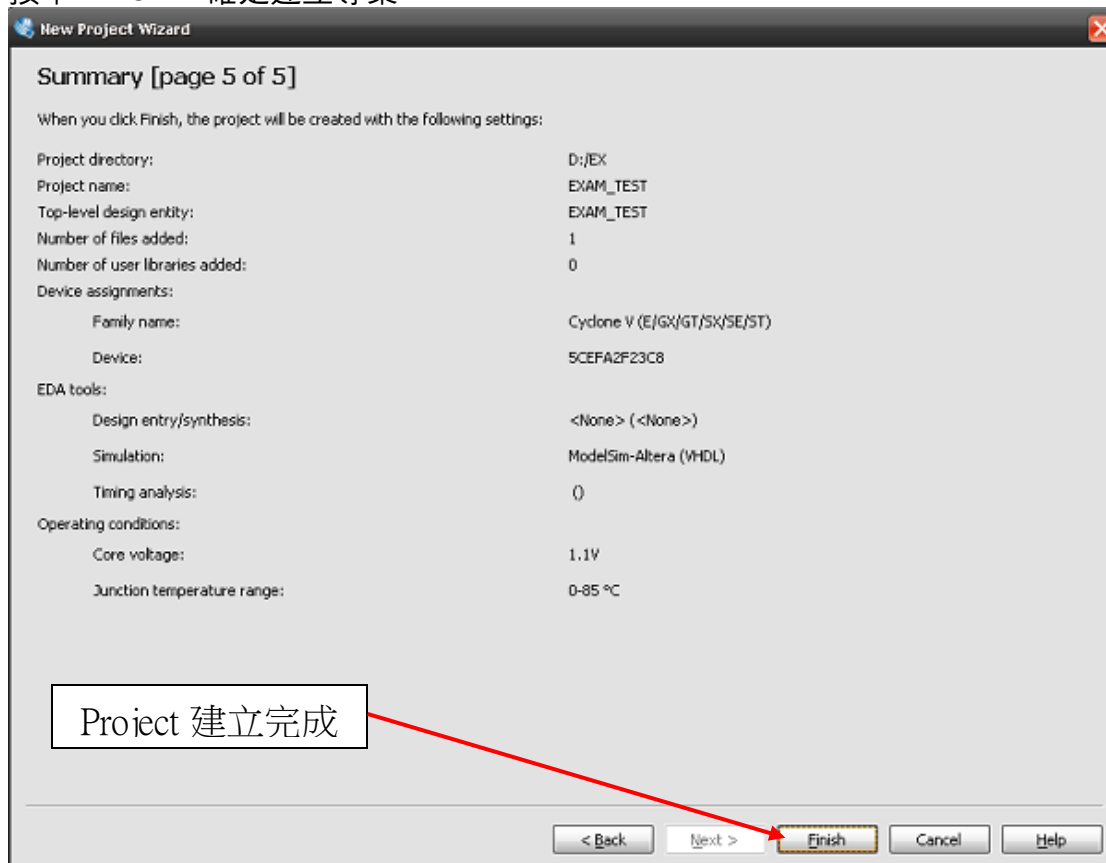 New Project Wizard
Summary [page 5 of 5]
When you click Finish, the project will be created with the following settings:
Project directory: D:/EX
Project name: EXAM_TEST
Top-level design entity: EXAM_TEST
Number of files added: 1
Number of user libraries added: 0
Device assignments:
Family name: Cyclone V (E/GX/GT/SX/SE/ST)
Device: 5CEFA2F23C8
EDA tools:
Design entry/synthesis: <None> (<None>)
Simulation: ModelSim-Altera (VHDL)
Timing analysis: ()
Operating conditions:
Core voltage: 1.1V
Junction temperature range: 0-85 ºC
Project 建立完成
< Back Next > Finish Cancel Help